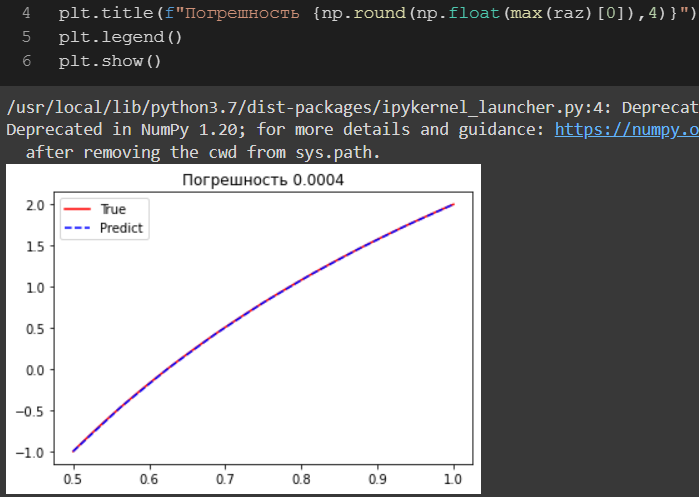 4 plt.title(f"Погрешность {np.round(np.float(max(raz)[0]),4)}")
5 plt.legend()
6 plt.show()
/usr/local/lib/python3.7/dist-packages/ipykernel_launcher.py:4: Deprecat
Deprecated in NumPy 1.20; for more details and guidance: https://numpy.o
after removing the cwd from sys.path.
Погрешность 0.0004
True
Predict
2.0
1.5
1.0
0.5
0.0
−0.5
−1.0
0.5 0.6 0.7 0.8 0.9 1.0